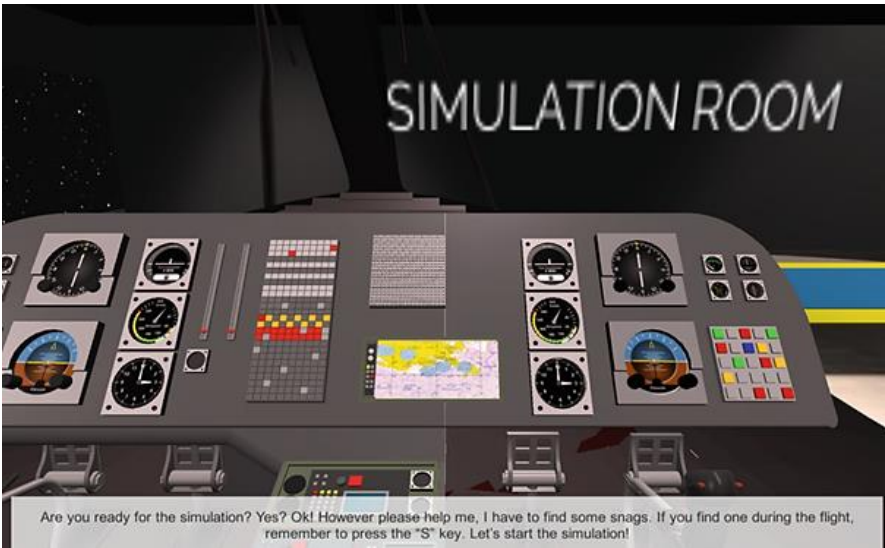 SIMULATION ROOM
Are you ready for the simulation? Yes? Ok! However please help me, I have to find some snags. If you find one during the flight,
remember to press the “S” key. Let's start the simulation!